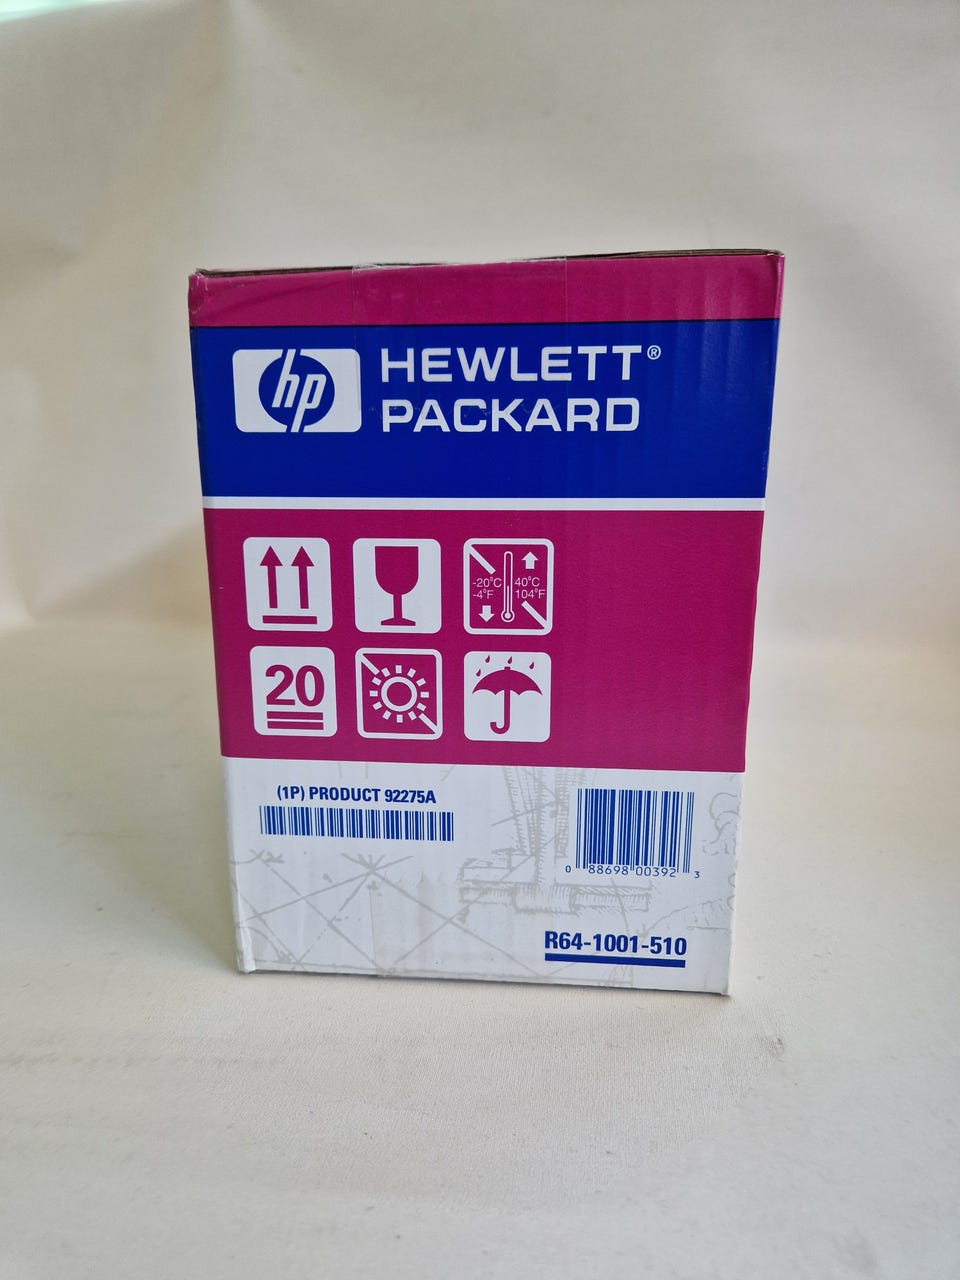 hp
HEWLETT®
PACKARD
-20°C 40°C
-4°F 104°F
20
(1P) PRODUCT 92275A
0 88698 00392 3
R64-1001-510